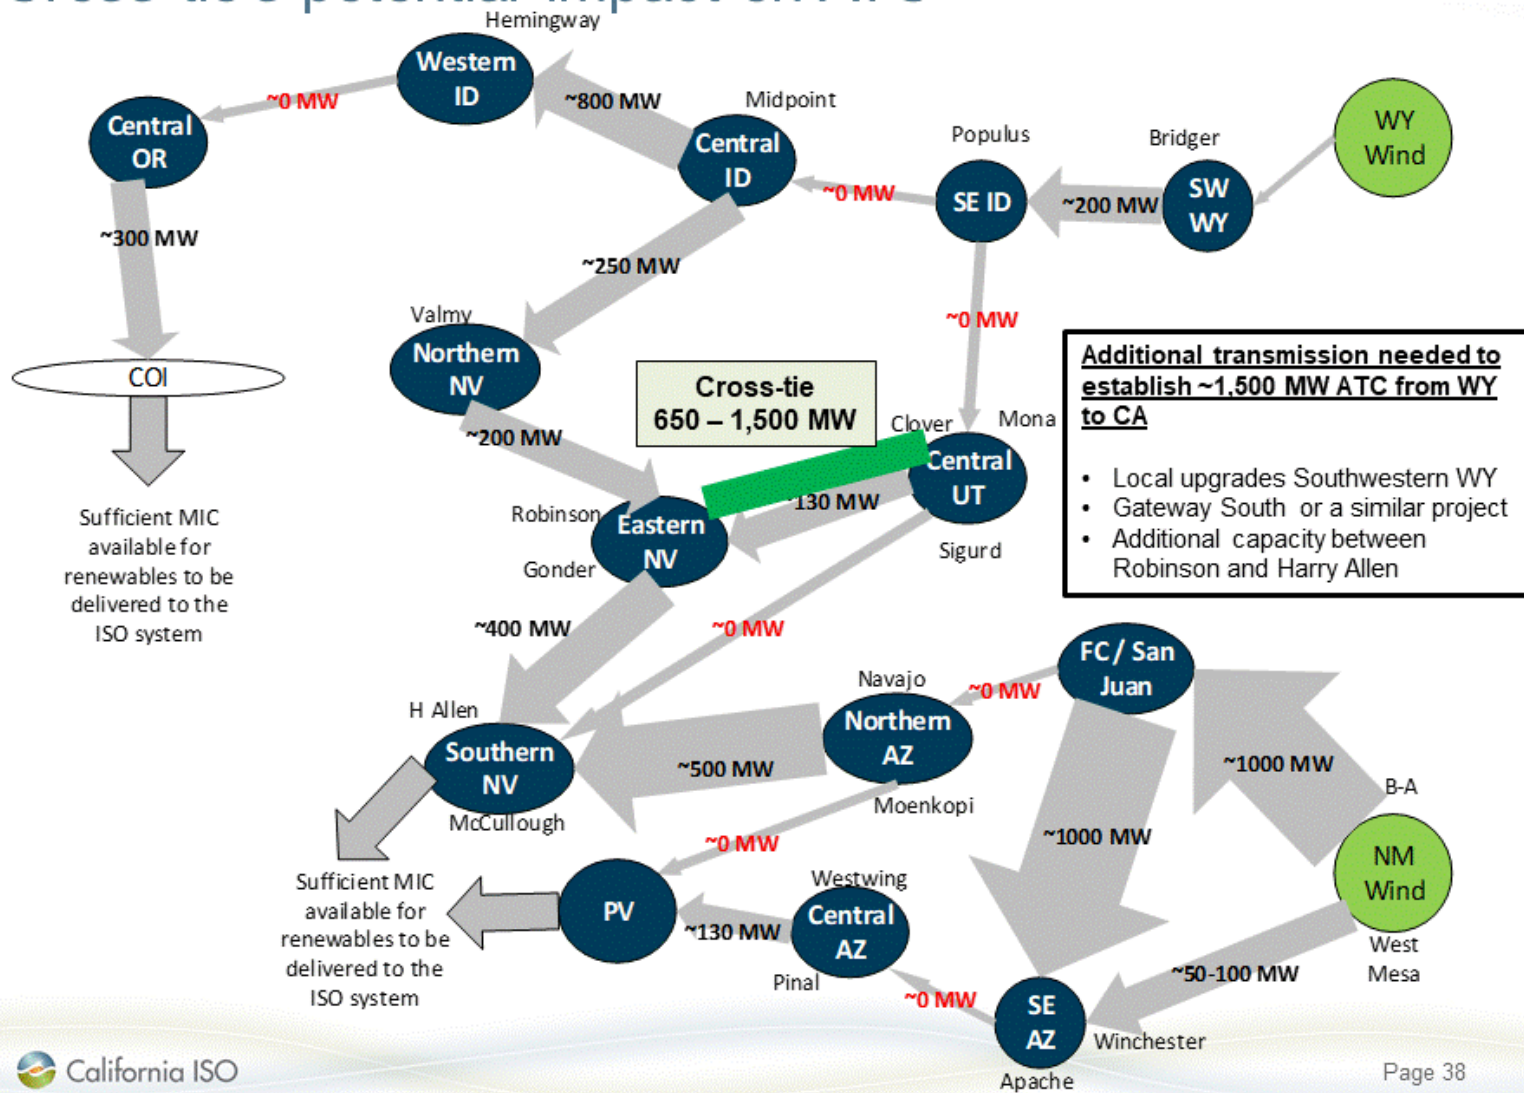 Cross-tie's potential impact on ATC
Hemingway
Western
ID
~0 MW
~800 MW
Midpoint
Central
OR
Central
ID
Populus
Bridger
WY
Wind
~0 MW
SE ID
~200 MW
SW
WY
~300 MW
~250 MW
~0 MW
Valmy
Northern
NV
COI
Cross-tie
650 – 1,500 MW
Additional transmission needed to
establish ~1,500 MW ATC from WY
to CA
• Local upgrades Southwestern WY
• Gateway South or a similar project
• Additional capacity between
Robinson and Harry Allen
Clover
Mona
~200 MW
Central
UT
~130 MW
Sigurd
Robinson
Eastern
NV
Gonder
Sufficient MIC
available for
renewables to be
delivered to the
ISO system
~400 MW
~0 MW
FC / San
Juan
Navajo
~0 MW
H Allen
Northern
AZ
Southern
NV
~500 MW
~1000 MW
B-A
McCullough
Moenkopi
~0 MW
~1000 MW
NM
Wind
Sufficient MIC
available for
renewables to be
delivered to the
ISO system
PV
Westwing
~130 MW
Central
AZ
Pinal
West
Mesa
~50-100 MW
~0 MW
SE
AZ
Winchester
Apache
California ISO
Page 38